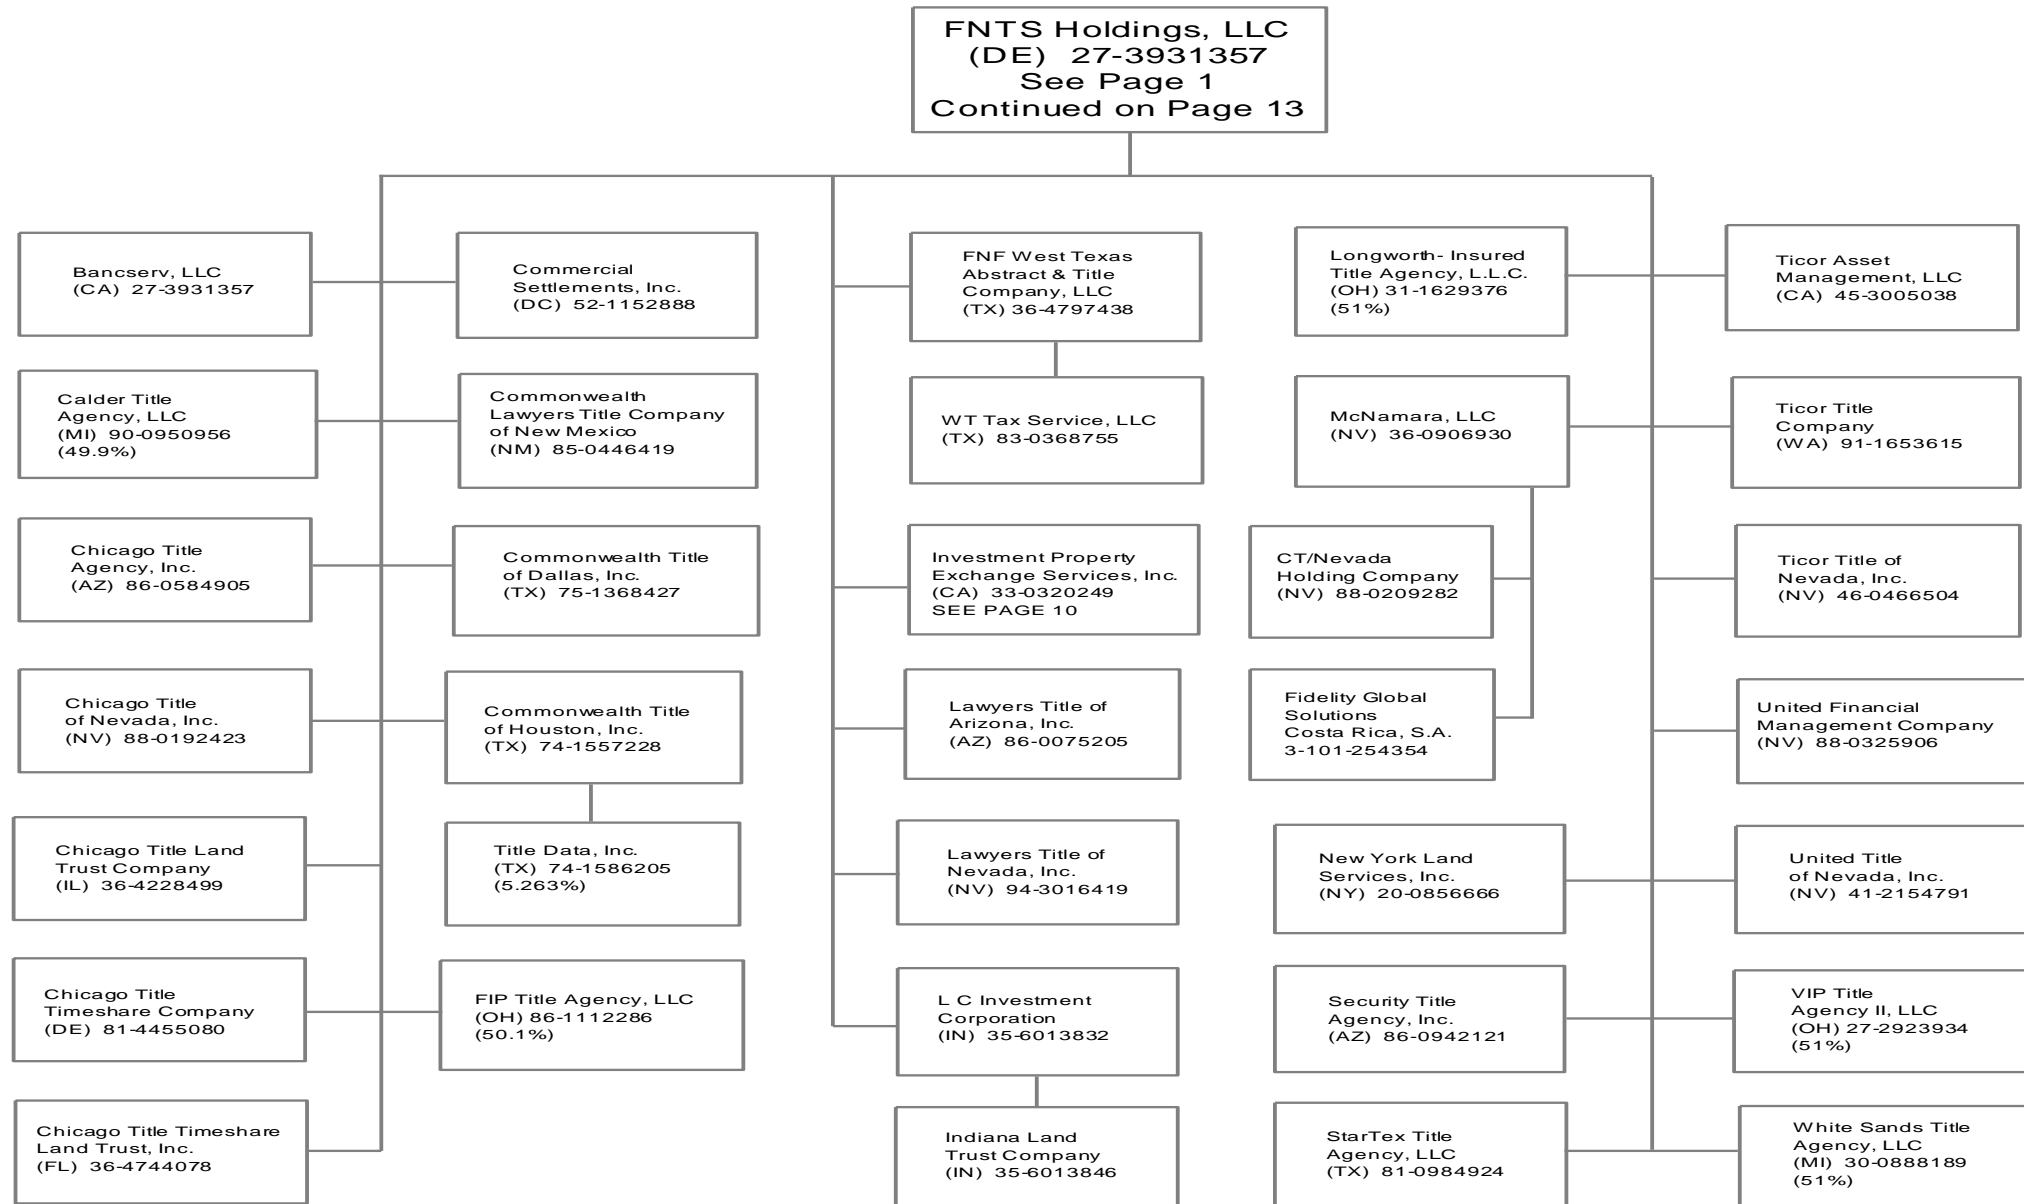 FNTS Holdings, LLC
(DE) 27-3931357
See Page 1
Continued on Page 13
Bancserv, LLC
(CA) 27-3931357
Calder Title
Agency, LLC
(MI) 90-0950956
(49.9%)
Chicago Title
Agency, Inc.
(AZ) 86-0584905
Chicago Title
of Nevada, Inc.
(NV) 88-0192423
Chicago Title Land
Trust Company
(IL) 36-4228499
Chicago Title
Timeshare Company
(DE) 81-4455080
Chicago Title Timeshare
Land Trust, Inc.
(FL) 36-4744078
Commercial
Settlements, Inc.
(DC) 52-1152888
Commonwealth
Lawyers Title Company
of New Mexico
(NM) 85-0446419
Commonwealth Title
of Dallas, Inc.
(TX) 75-1368427
Commonwealth Title
of Houston, Inc.
(TX) 74-1557228
Title Data, Inc.
(TX) 74-1586205
(5.263%)
FIP Title Agency, LLC
(OH) 86-1112286
(50.1%)
FNF West Texas
Abstract & Title
Company, LLC
(TX) 36-4797438
WT Tax Service, LLC
(TX) 83-0368755
Investment Property
Exchange Services, Inc.
(CA) 33-0320249
SEE PAGE 10
Lawyers Title of
Arizona, Inc.
(AZ) 86-0075205
Lawyers Title of
Nevada, Inc.
(NV) 94-3016419
L C Investment
Corporation
(IN) 35-6013832
Indiana Land
Trust Company
(IN) 35-6013846
Longworth- Insured
Title Agency, L.L.C.
(OH) 31-1629376
(51%)
McNamara, LLC
(NV) 36-0906930
CT/Nevada
Holding Company
(NV) 88-0209282
Fidelity Global
Solutions
Costa Rica, S.A.
3-101-254354
New York Land
Services, Inc.
(NY) 20-0856666
Security Title
Agency, Inc.
(AZ) 86-0942121
StarTex Title
Agency, LLC
(TX) 81-0984924
Ticor Asset
Management, LLC
(CA) 45-3005038
Ticor Title
Company
(WA) 91-1653615
Ticor Title of
Nevada, Inc.
(NV) 46-0466504
United Financial
Management Company
(NV) 88-0325906
United Title
of Nevada, Inc.
(NV) 41-2154791
VIP Title
Agency II, LLC
(OH) 27-2923934
(51%)
White Sands Title
Agency, LLC
(MI) 30-0888189
(51%)